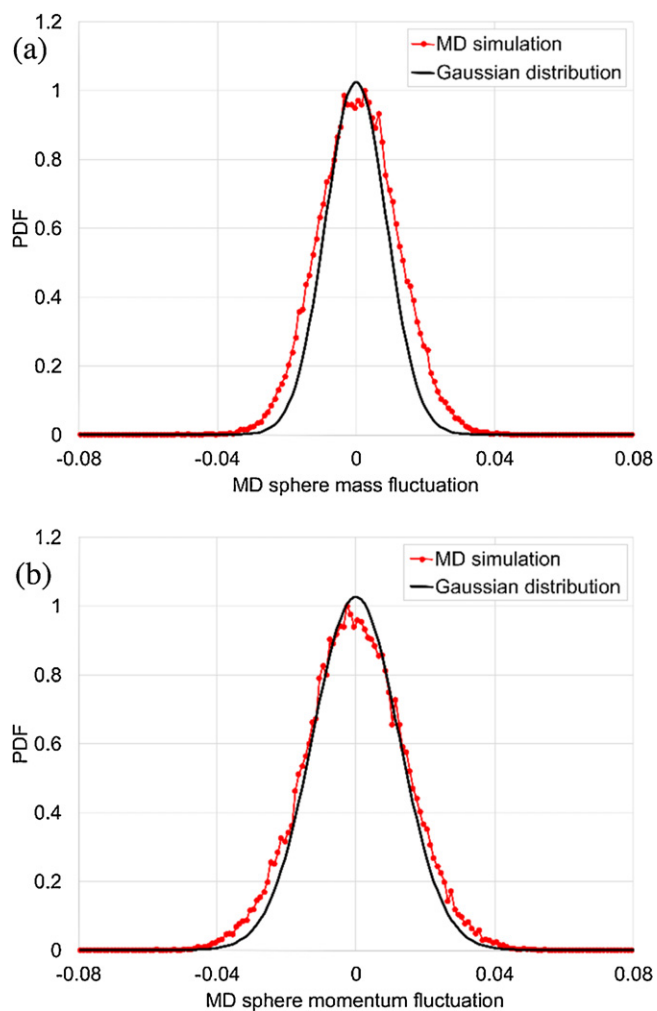 (a)
1.2
1
0.8
0.6
0.4
0.2
0
PDF
MD simulation
Gaussian distribution
-0.08 -0.04 0 0.04 0.08
MD sphere mass fluctuation
(b)
1.2
1
0.8
0.6
0.4
0.2
0
PDF
MD simulation
Gaussian distribution
-0.08 -0.04 0 0.04 0.08
MD sphere momentum fluctuation